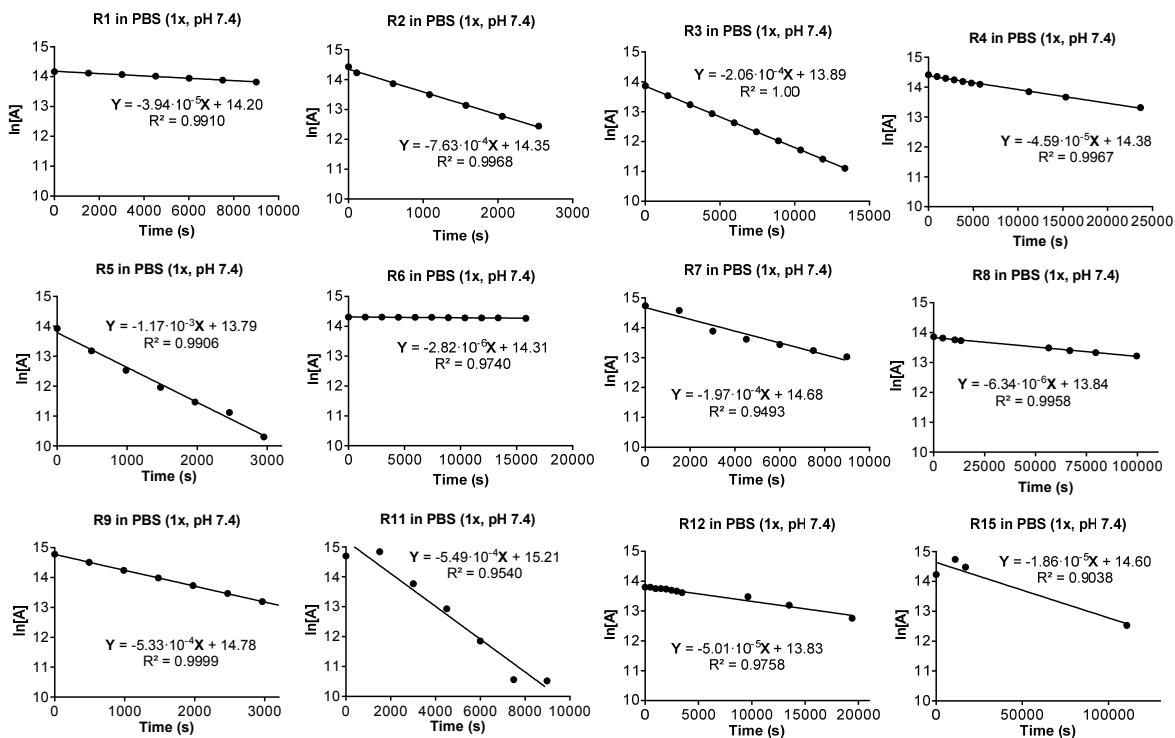 R1 in PBS (1x, pH 7.4)
ln[A]
15
14
13
12
11
10
Y = -3.94·10⁻⁵X + 14.20
R² = 0.9910
0 2000 4000 6000 8000 10000
Time (s)
R2 in PBS (1x, pH 7.4)
ln[A]
15
14
13
12
11
10
Y = -7.63·10⁻⁴X + 14.35
R² = 0.9968
0 1000 2000 3000
Time (s)
R3 in PBS (1x, pH 7.4)
ln[A]
15
14
13
12
11
10
Y = -2.06·10⁻⁴X + 13.89
R² = 1.00
0 5000 10000 15000
Time (s)
R4 in PBS (1x, pH 7.4)
ln[A]
15
14
13
12
11
10
Y = -4.59·10⁻⁵X + 14.38
R² = 0.9967
0 5000 10000 15000 20000 25000
Time (s)
R5 in PBS (1x, pH 7.4)
ln[A]
15
14
13
12
11
10
Y = -1.17·10⁻³X + 13.79
R² = 0.9906
0 1000 2000 3000
Time (s)
R6 in PBS (1x, pH 7.4)
ln[A]
15
14
13
12
11
10
Y = -2.82·10⁻⁶X + 14.31
R² = 0.9740
0 5000 10000 15000 20000
Time (s)
R7 in PBS (1x, pH 7.4)
ln[A]
15
14
13
12
11
10
Y = -1.97·10⁻⁴X + 14.68
R² = 0.9493
0 2000 4000 6000 8000 10000
Time (s)
R8 in PBS (1x, pH 7.4)
ln[A]
15
14
13
12
11
10
Y = -6.34·10⁻⁶X + 13.84
R² = 0.9958
0 25000 50000 75000 100000
Time (s)
R9 in PBS (1x, pH 7.4)
ln[A]
15
14
13
12
11
10
Y = -5.33·10⁻⁴X + 14.78
R² = 0.9999
0 1000 2000 3000
Time (s)
R11 in PBS (1x, pH 7.4)
ln[A]
15
14
13
12
11
10
Y = -5.49·10⁻⁴X + 15.21
R² = 0.9540
0 2000 4000 6000 8000 10000
Time (s)
R12 in PBS (1x, pH 7.4)
ln[A]
15
14
13
12
11
10
Y = -5.01·10⁻⁵X + 13.83
R² = 0.9758
0 5000 10000 15000 20000
Time (s)
R15 in PBS (1x, pH 7.4)
ln[A]
15
14
13
12
11
10
Y = -1.86·10⁻⁵X + 14.60
R² = 0.9038
0 50000 100000
Time (s)